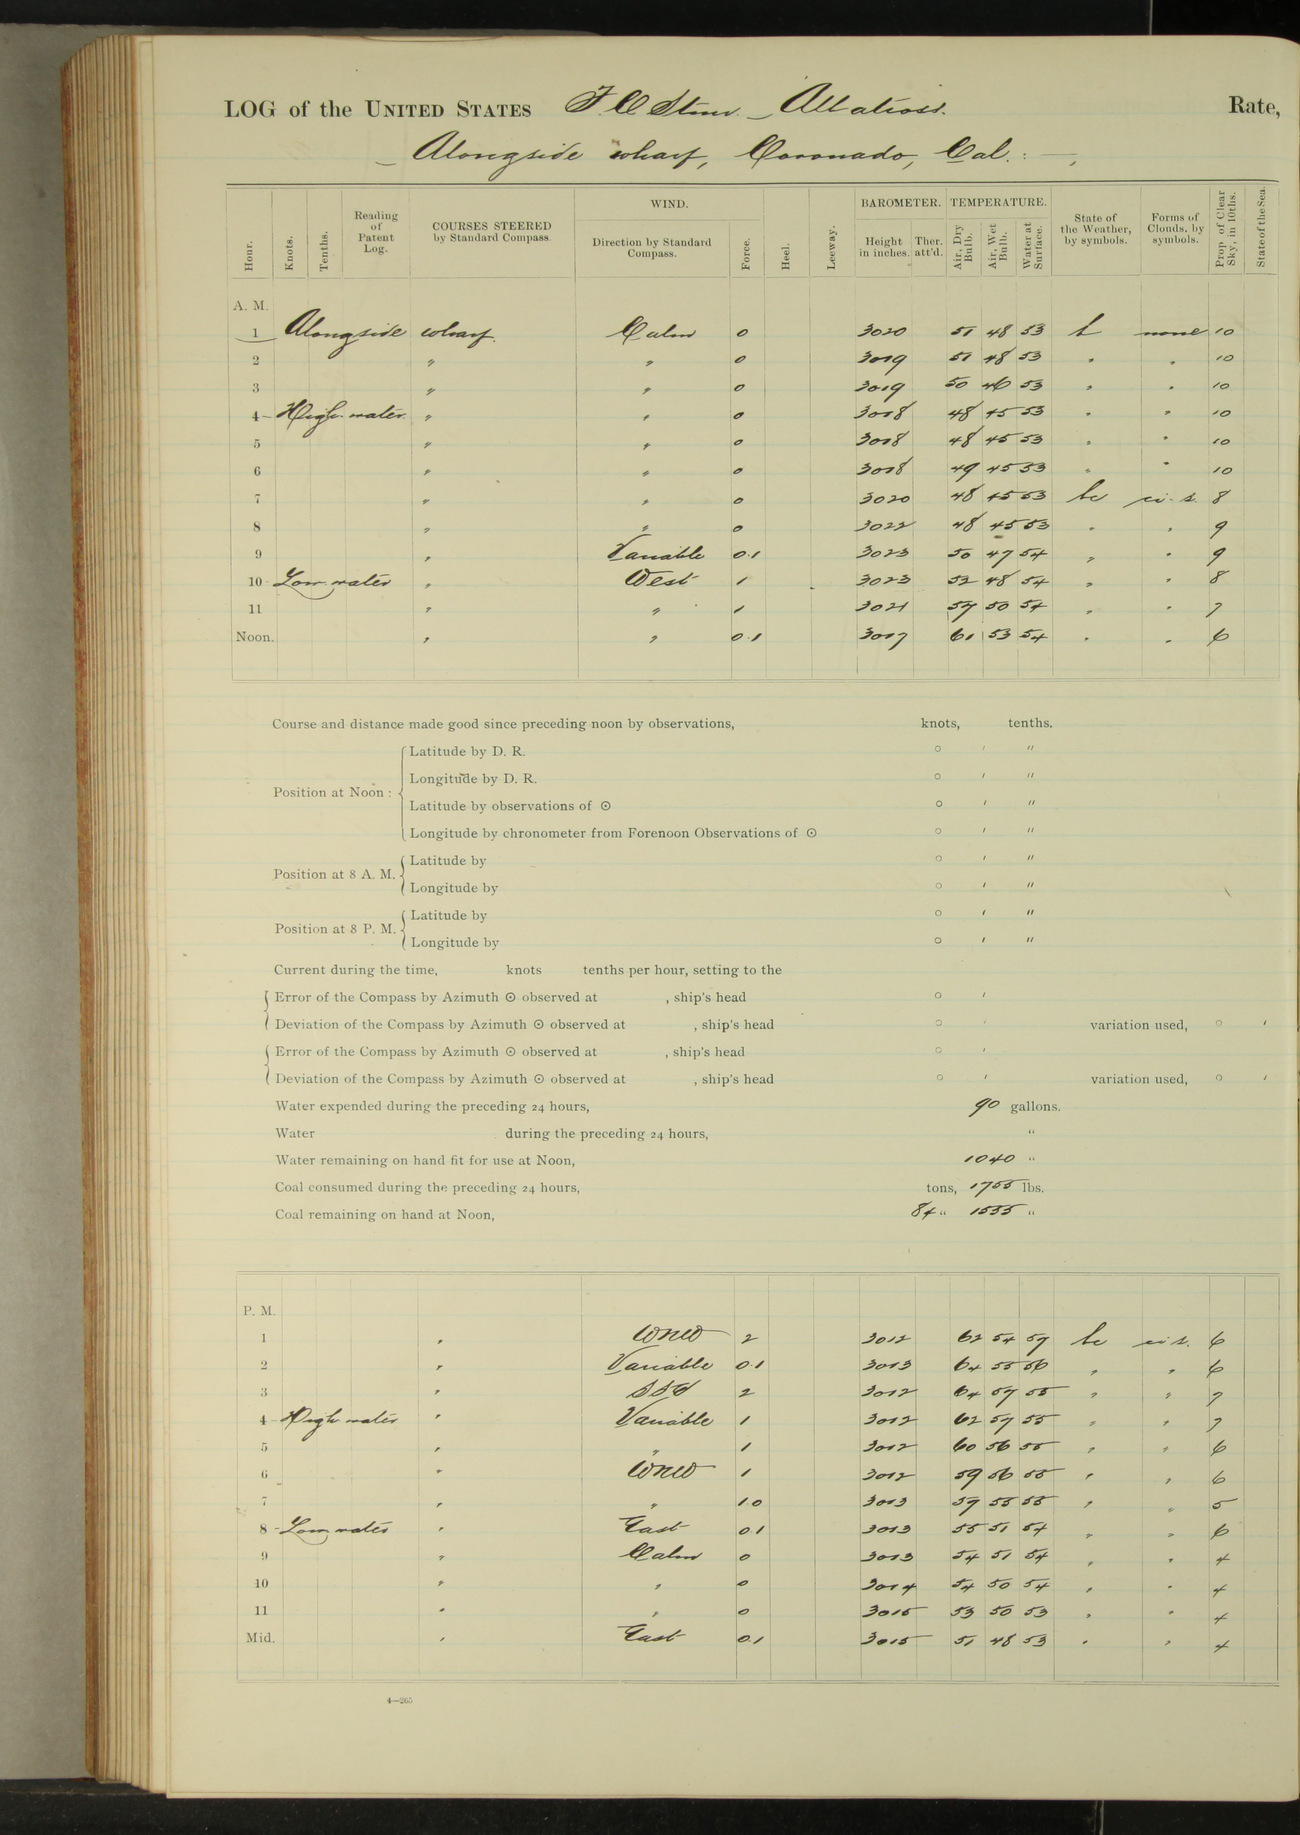 LOG of the UNITED STATES F. C. Stmr. Albatross. Rate,
Alongside wharf, Coronado, Cal. :
Hour. Knots. Tenths. Reading of Patent Log. COURSES STEERED by Standard Compass. WIND. Direction by Standard Compass. Force. Heel. Leeway. BAROMETER. Height in inches. Ther. att'd. TEMPERATURE. Air, Dry Bulb. Air, Wet Bulb. Water at Surface. State of the Weather, by symbols. Forms of Clouds, by symbols. Prop. of Clear Sky, in 10ths. State of the Sea.
A. M.
1 Alongside wharf. Calm 0 3020 51 48 53 b none 10
2 " " 0 3019 51 48 53 " " 10
3 " " 0 3019 50 46 53 " " 10
4 High water " " 0 3018 48 45 53 " " 10
5 " " 0 3018 48 45 53 " " 10
6 " " 0 3018 49 45 53 " " 10
7 " " 0 3020 48 45 53 bc ci. s. 8
8 " " 0 3022 48 45 53 " " 9
9 " Variable 0.1 3023 50 47 54 " " 9
10 Low water " West 1 3023 52 48 54 " " 8
11 " " 1 3021 57 50 54 " " 7
Noon. " " 0.1 3017 61 53 54 " " 6
Course and distance made good since preceding noon by observations, knots, tenths.
Position at Noon :
Latitude by D. R. ° ′ ″
Longitude by D. R. ° ′ ″
Latitude by observations of ☉ ° ′ ″
Longitude by chronometer from Forenoon Observations of ☉ ° ′ ″
Position at 8 A. M.
Latitude by ° ′ ″
Longitude by ° ′ ″
Position at 8 P. M.
Latitude by ° ′ ″
Longitude by ° ′ ″
Current during the time, knots tenths per hour, setting to the
Error of the Compass by Azimuth ☉ observed at , ship's head ° ′
Deviation of the Compass by Azimuth ☉ observed at , ship's head ° ′ variation used, ° ′
Error of the Compass by Azimuth ☉ observed at , ship's head ° ′
Deviation of the Compass by Azimuth ☉ observed at , ship's head ° ′ variation used, ° ′
Water expended during the preceding 24 hours, 90 gallons.
Water during the preceding 24 hours, "
Water remaining on hand fit for use at Noon, 1040 "
Coal consumed during the preceding 24 hours, tons, 1755 lbs.
Coal remaining on hand at Noon, 84 " 1535 "
P. M.
1 " WNW 2 3012 62 54 57 bc ci. s. 6
2 " Variable 0.1 3013 64 55 56 " " 6
3 " SSW 2 3012 64 57 55 " " 7
4 High water " Variable 1 3012 62 57 55 " " 7
5 " " 1 3012 60 56 55 " " 6
6 " WNW 1 3012 59 56 55 " " 6
7 " " 1.0 3013 57 55 55 " " 5
8 Low water " East 0.1 3013 55 51 54 " " 6
9 " Calm 0 3013 54 51 54 " " 4
10 " " 0 3014 54 50 54 " " 4
11 " " 0 3015 53 50 53 " " 4
Mid. " East 0.1 3015 51 48 53 " " 4
4—265